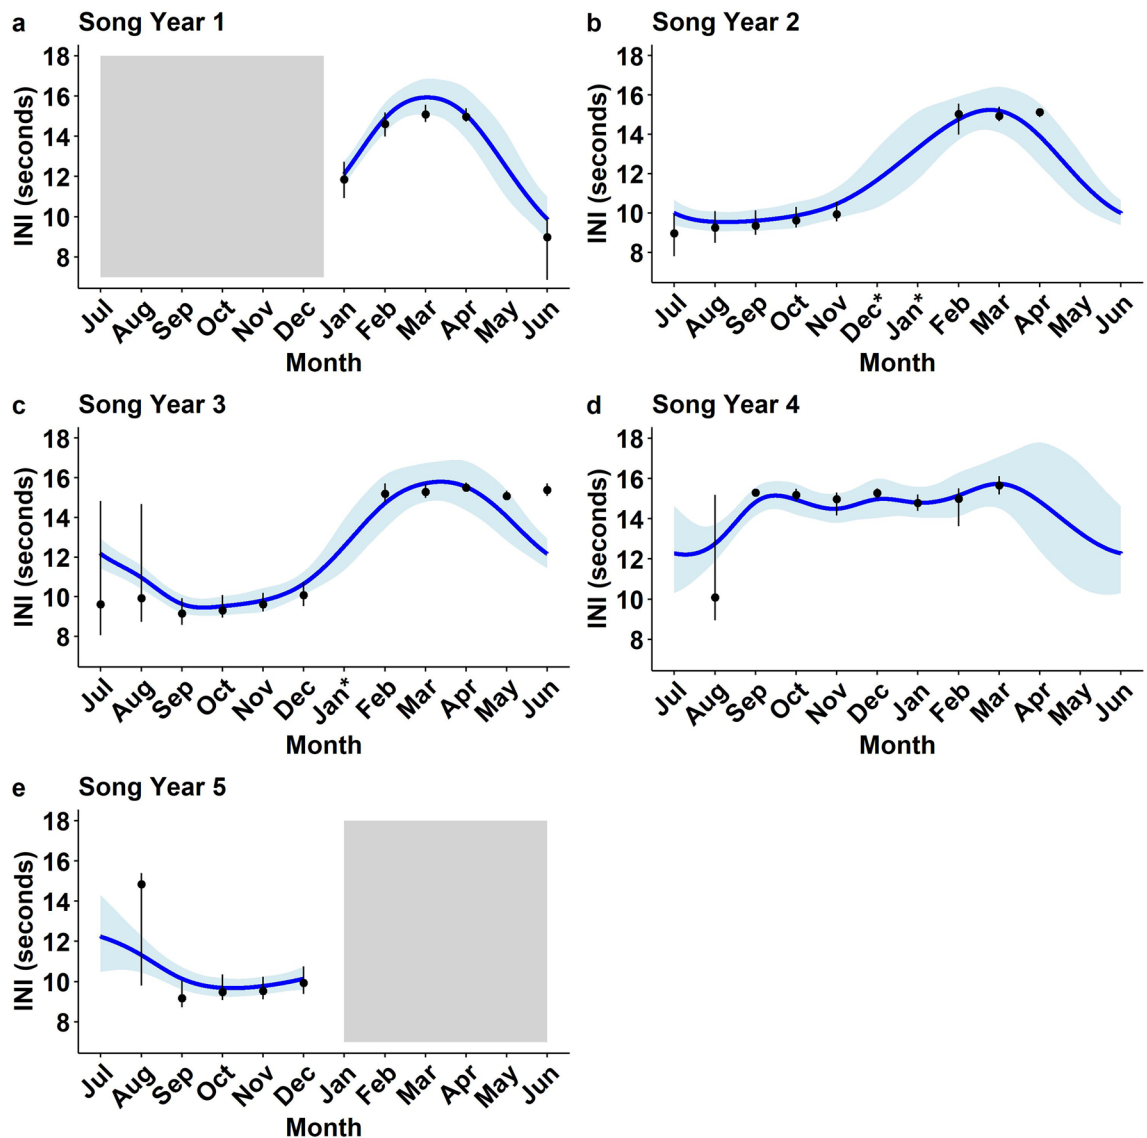 a Song Year 1
18
16
14
12
10
8
INI (seconds)
Jul Aug Sep Oct Nov Dec Jan Feb Mar Apr May Jun
Month
b Song Year 2
18
16
14
12
10
8
INI (seconds)
Jul Aug Sep Oct Nov Dec* Jan* Feb Mar Apr May Jun
Month
c Song Year 3
18
16
14
12
10
8
INI (seconds)
Jul Aug Sep Oct Nov Dec Jan* Feb Mar Apr May Jun
Month
d Song Year 4
18
16
14
12
10
8
INI (seconds)
Jul Aug Sep Oct Nov Dec Jan Feb Mar Apr May Jun
Month
e Song Year 5
18
16
14
12
10
8
INI (seconds)
Jul Aug Sep Oct Nov Dec Jan Feb Mar Apr May Jun
Month